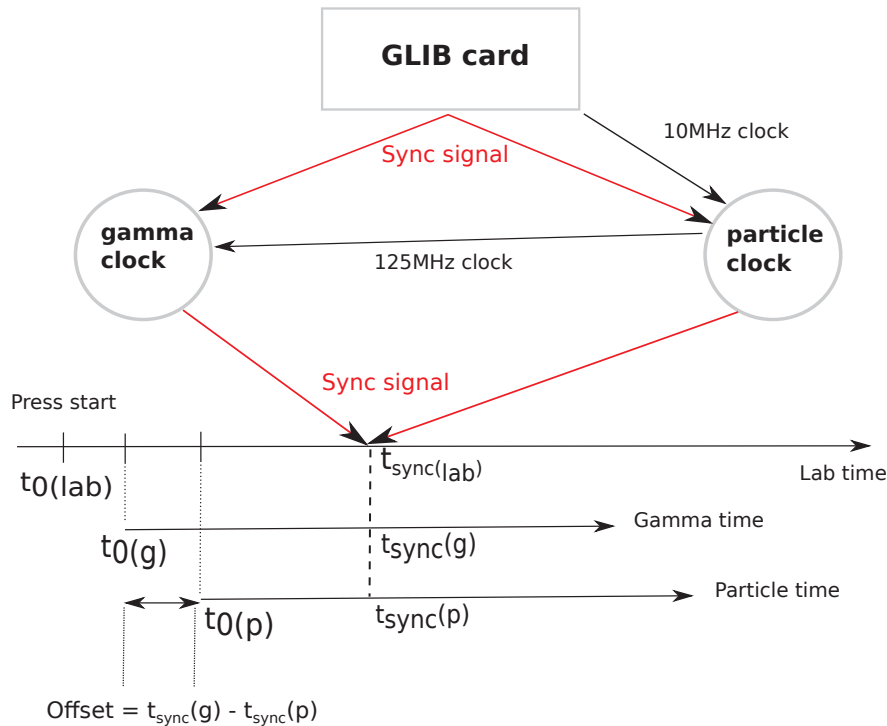 GLIB card
10MHz clock
Sync signal
gamma
clock
particle
clock
125MHz clock
Sync signal
Press start
t0(lab)
tsync(lab)
Lab time
t0(g)
tsync(g)
Gamma time
t0(p)
tsync(p)
Particle time
Offset = tsync(g) - tsync(p)